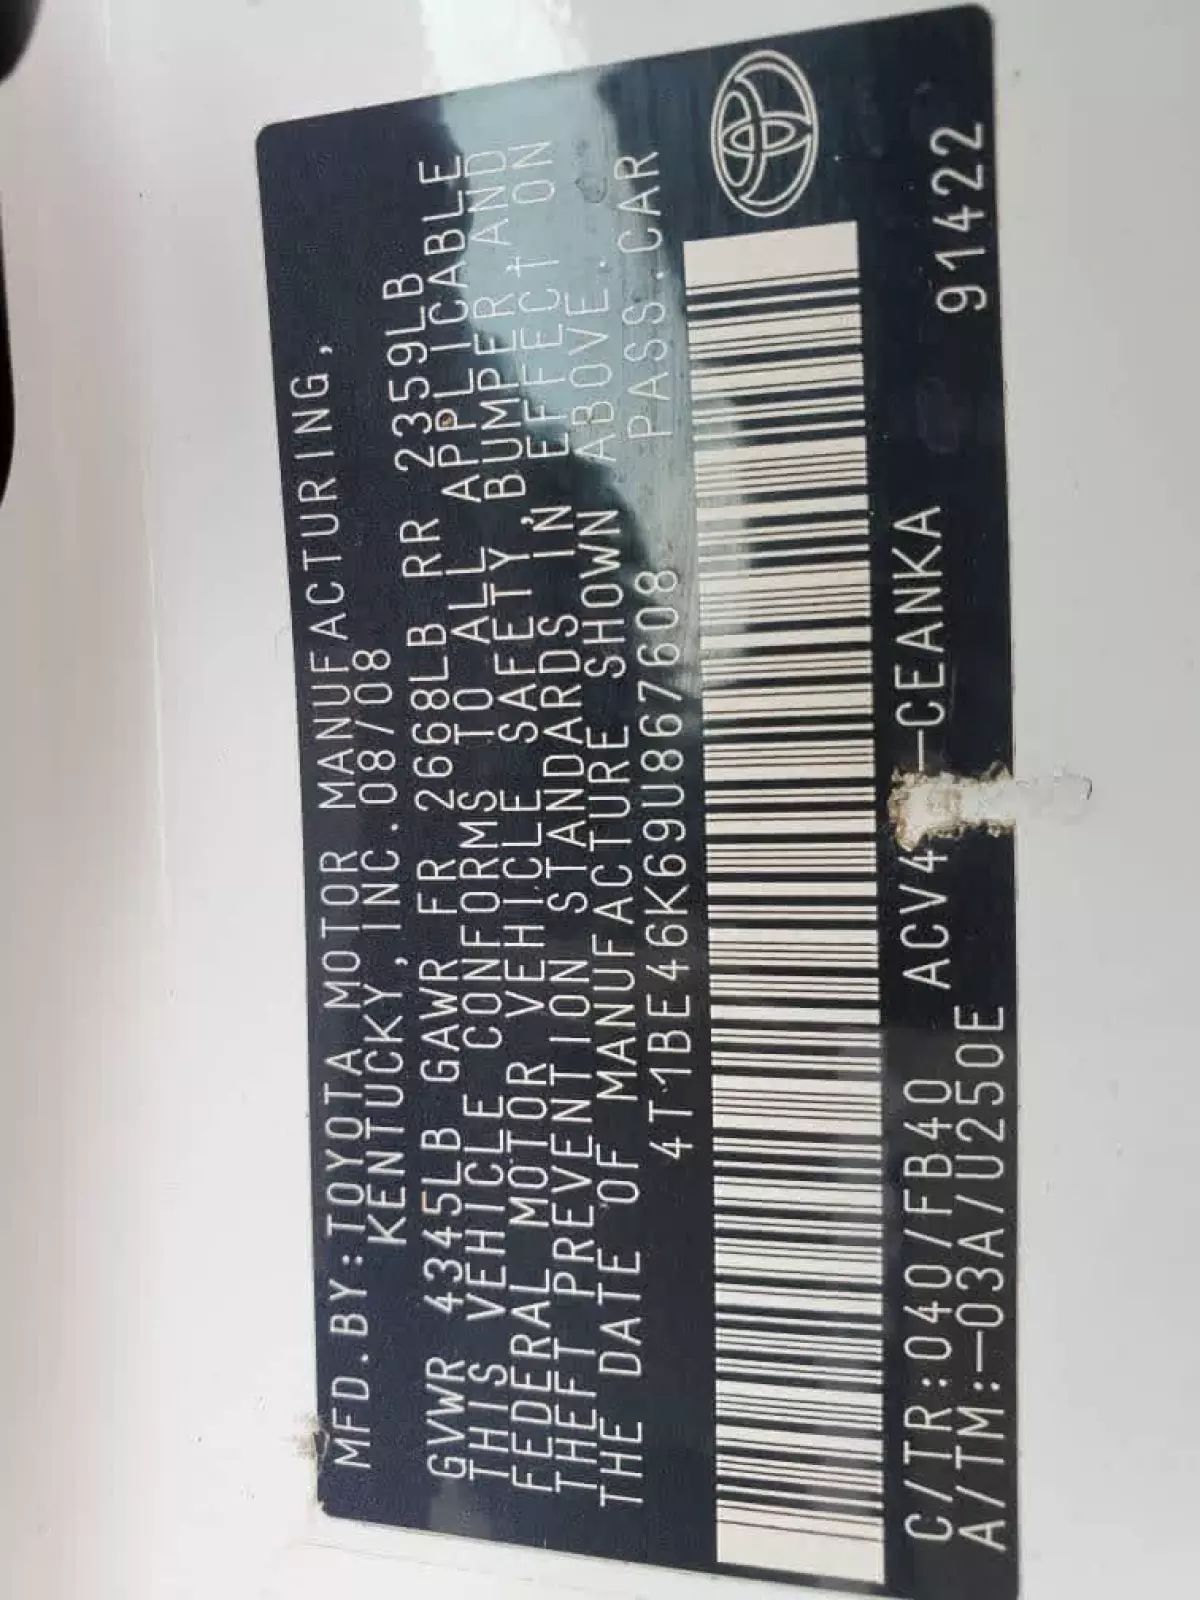 MFD.BY:TOYOTA MOTOR MANUFACTURING,
KENTUCKY, INC. 08/08
GVWR 4345LB GAWR FR 2668LB RR 2359LB
THIS VEHICLE CONFORMS TO ALL APPLICABLE
FEDERAL MOTOR VEHICLE SAFETY, BUMPER, AND
THEFT PREVENTION STANDARDS IN EFFECT ON
THE DATE OF MANUFACTURE SHOWN ABOVE.
4T1BE46K69U867608 PASS.CAR
C/TR:040/FB40 ACV4 -CEANKA
A/TM:-03A/U250E 91422